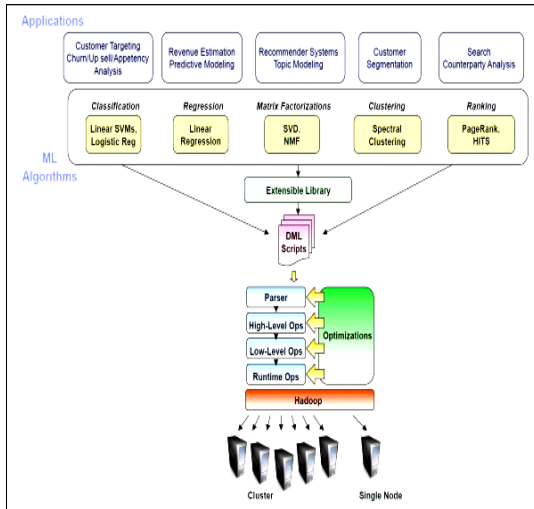 Applications
Customer Targeting
Churn/Up sell/Appetency
Analysis
Revenue Estimation
Predictive Modeling
Recommender Systems
Topic Modeling
Customer
Segmentation
Search
Counterparty Analysis
Classification
Regression
Matrix Factorizations
Clustering
Ranking
Linear SVMs,
Logistic Reg
Linear
Regression
SVD,
NMF
Spectral
Clustering
PageRank,
HITS
ML
Algorithms
Extensible Library
DML
Scripts
Parser
High-Level Ops
Low-Level Ops
Runtime Ops
Optimizations
Hadoop
Cluster
Single Node